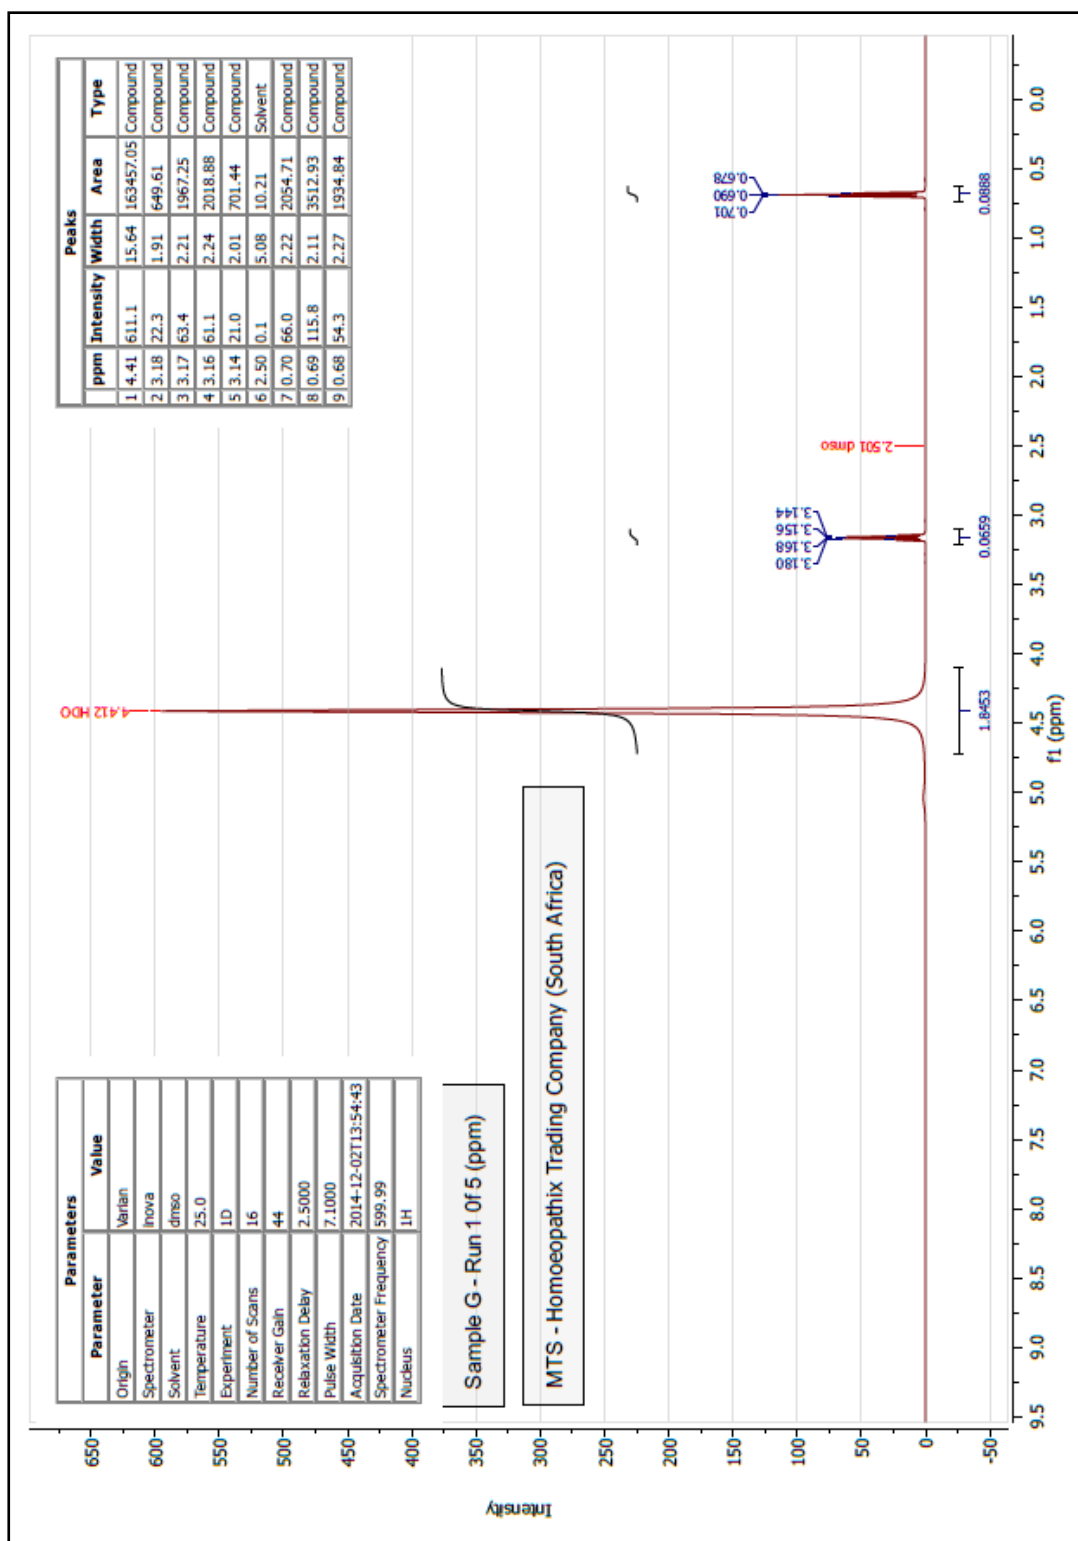 Parameters
Parameter Value
Origin Varian
Spectrometer inova
Solvent dmso
Temperature 25.0
Experiment 1D
Number of Scans 16
Receiver Gain 44
Relaxation Delay 2.5000
Pulse Width 7.1000
Acquisition Date 2014-12-02T13:54:43
Spectrometer Frequency 599.99
Nucleus 1H
Peaks
ppm Intensity Width Area Type
1 4.41 611.1 15.64 163457.05 Compound
2 3.18 22.3 1.91 649.61 Compound
3 3.17 63.4 2.21 1967.25 Compound
4 3.16 61.1 2.24 2018.88 Compound
5 3.14 21.0 2.01 701.44 Compound
6 2.50 0.1 5.08 10.21 Solvent
7 0.70 66.0 2.22 2054.71 Compound
8 0.69 115.8 2.11 3512.93 Compound
9 0.68 54.3 2.27 1934.84 Compound
Sample G - Run 1 0f 5 (ppm)
MTS - Homoeopathix Trading Company (South Africa)
4.412 HDO
3.180
3.168
3.156
3.144
2.501 dmso
0.701
0.690
0.678
1.8453
0.0659
0.0888
650
600
550
500
450
400
350
300
250
200
150
100
50
0
-50
Intensity
9.5 9.0 8.5 8.0 7.5 7.0 6.5 6.0 5.5 5.0 4.5 4.0 3.5 3.0 2.5 2.0 1.5 1.0 0.5 0.0
f1 (ppm)